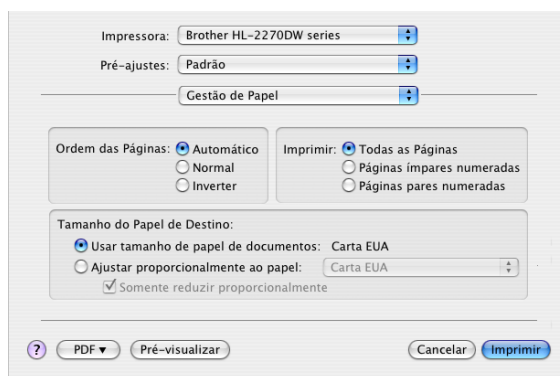 Impressora: Brother HL-2270DW series
Pré-ajustes: Padrão
Gestão de Papel
Ordem das Páginas: Automático
Normal
Inverter
Imprimir: Todas as Páginas
Páginas ímpares numeradas
Páginas pares numeradas
Tamanho do Papel de Destino:
Usar tamanho de papel de documentos: Carta EUA
Ajustar proporcionalmente ao papel: Carta EUA
Somente reduzir proporcionalmente
? PDF ▼ Pré-visualizar Cancelar Imprimir